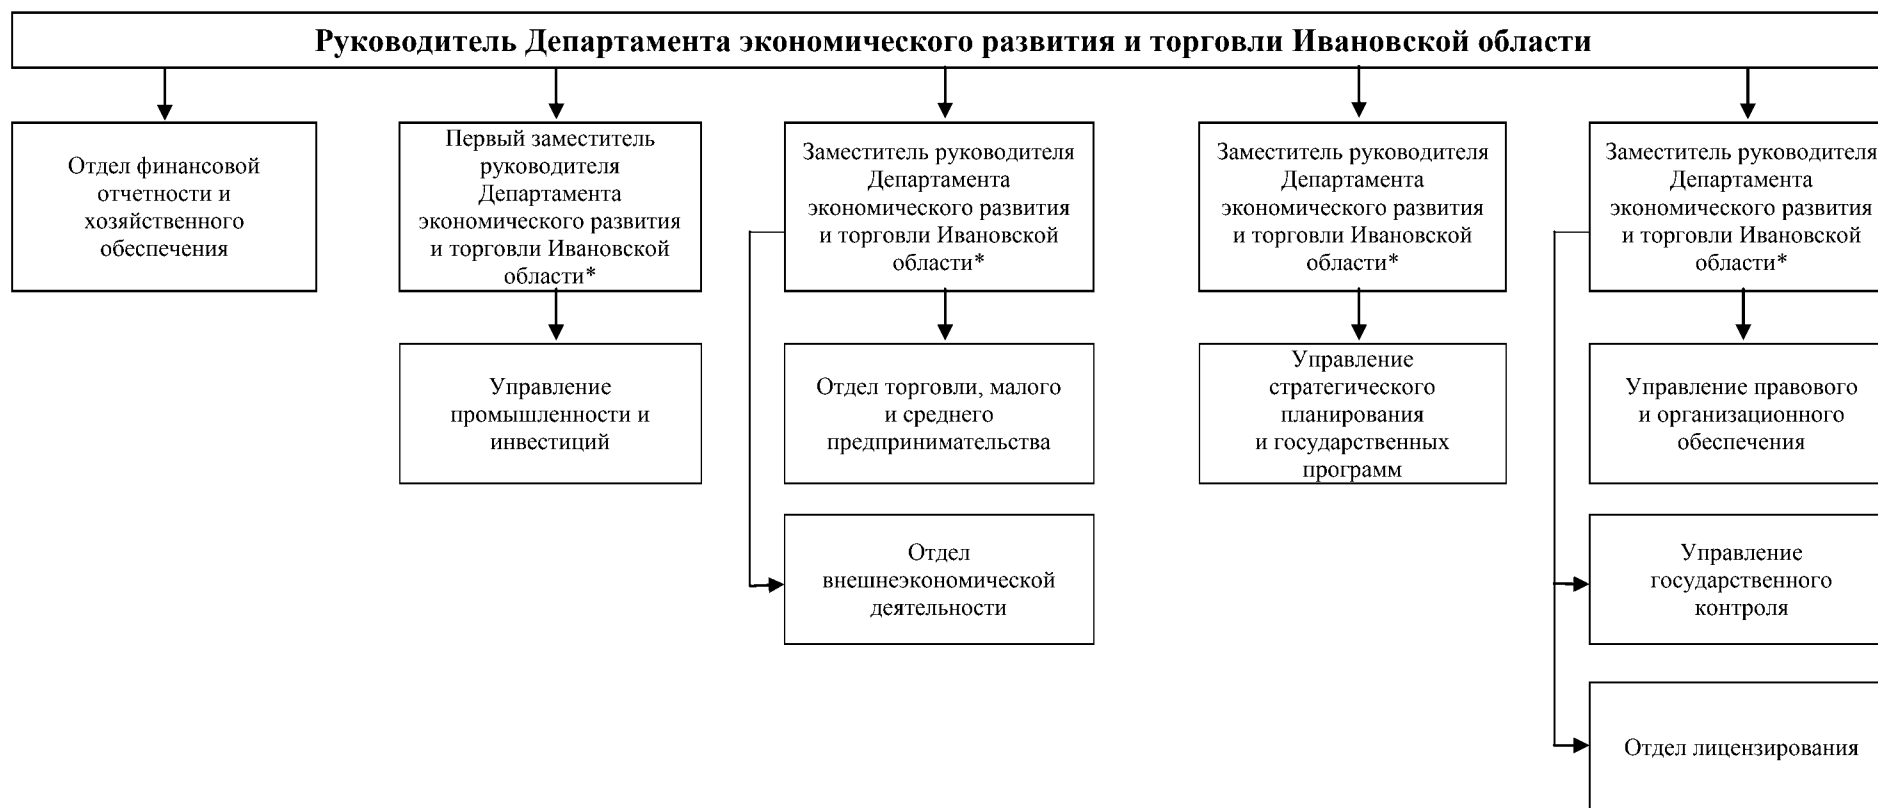 Руководитель Департамента экономического развития и торговли Ивановской области
Отдел финансовой
отчетности и
хозяйственного
обеспечения
Первый заместитель
руководителя
Департамента
экономического развития
и торговли Ивановской
области*
Заместитель руководителя
Департамента
экономического развития
и торговли Ивановской
области*
Заместитель руководителя
Департамента
экономического развития
и торговли Ивановской
области*
Заместитель руководителя
Департамента
экономического развития
и торговли Ивановской
области*
Управление
промышленности и
инвестиций
Отдел торговли, малого
и среднего
предпринимательства
Управление
стратегического
планирования
и государственных
программ
Управление правового
и организационного
обеспечения
Отдел
внешнеэкономической
деятельности
Управление
государственного
контроля
Отдел лицензирования